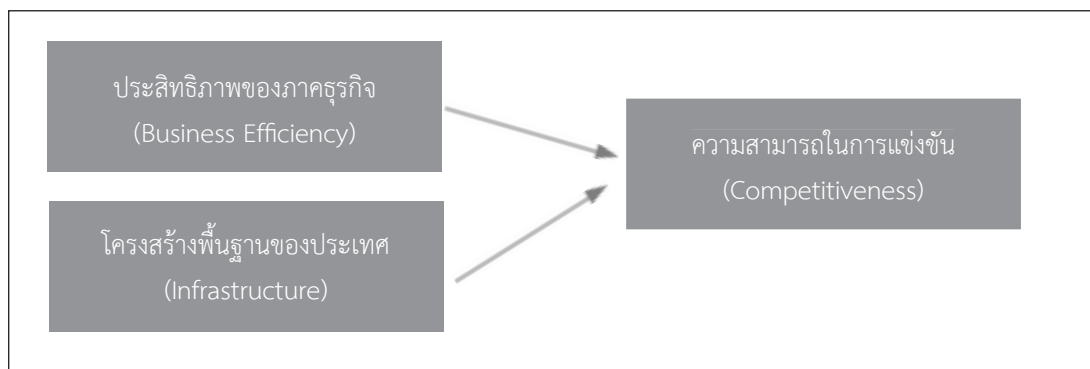 ประสิทธิภาพของภาคธุรกิจ
(Business Efficiency)
โครงสร้างพื้นฐานของประเทศ
(Infrastructure)
ความสามารถในการแข่งขัน
(Competitiveness)